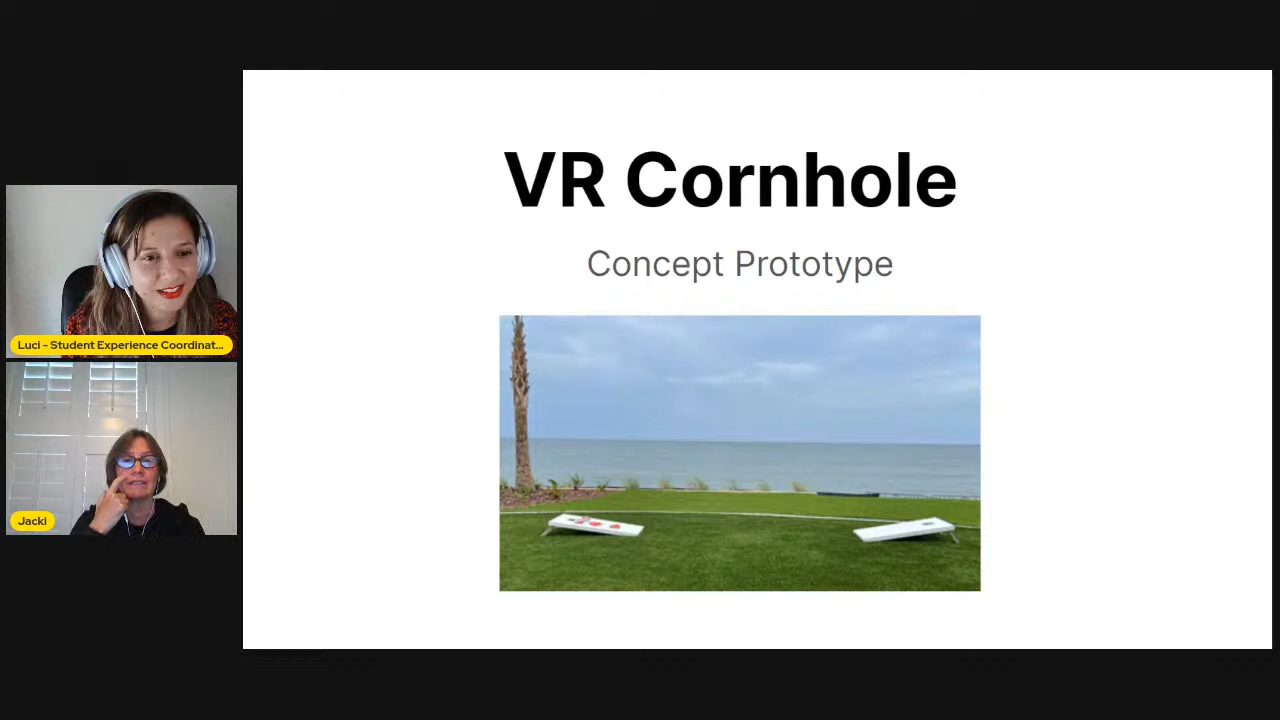 VR Cornhole
Concept Prototype
Luci - Student Experience Coordinat...
Jacki